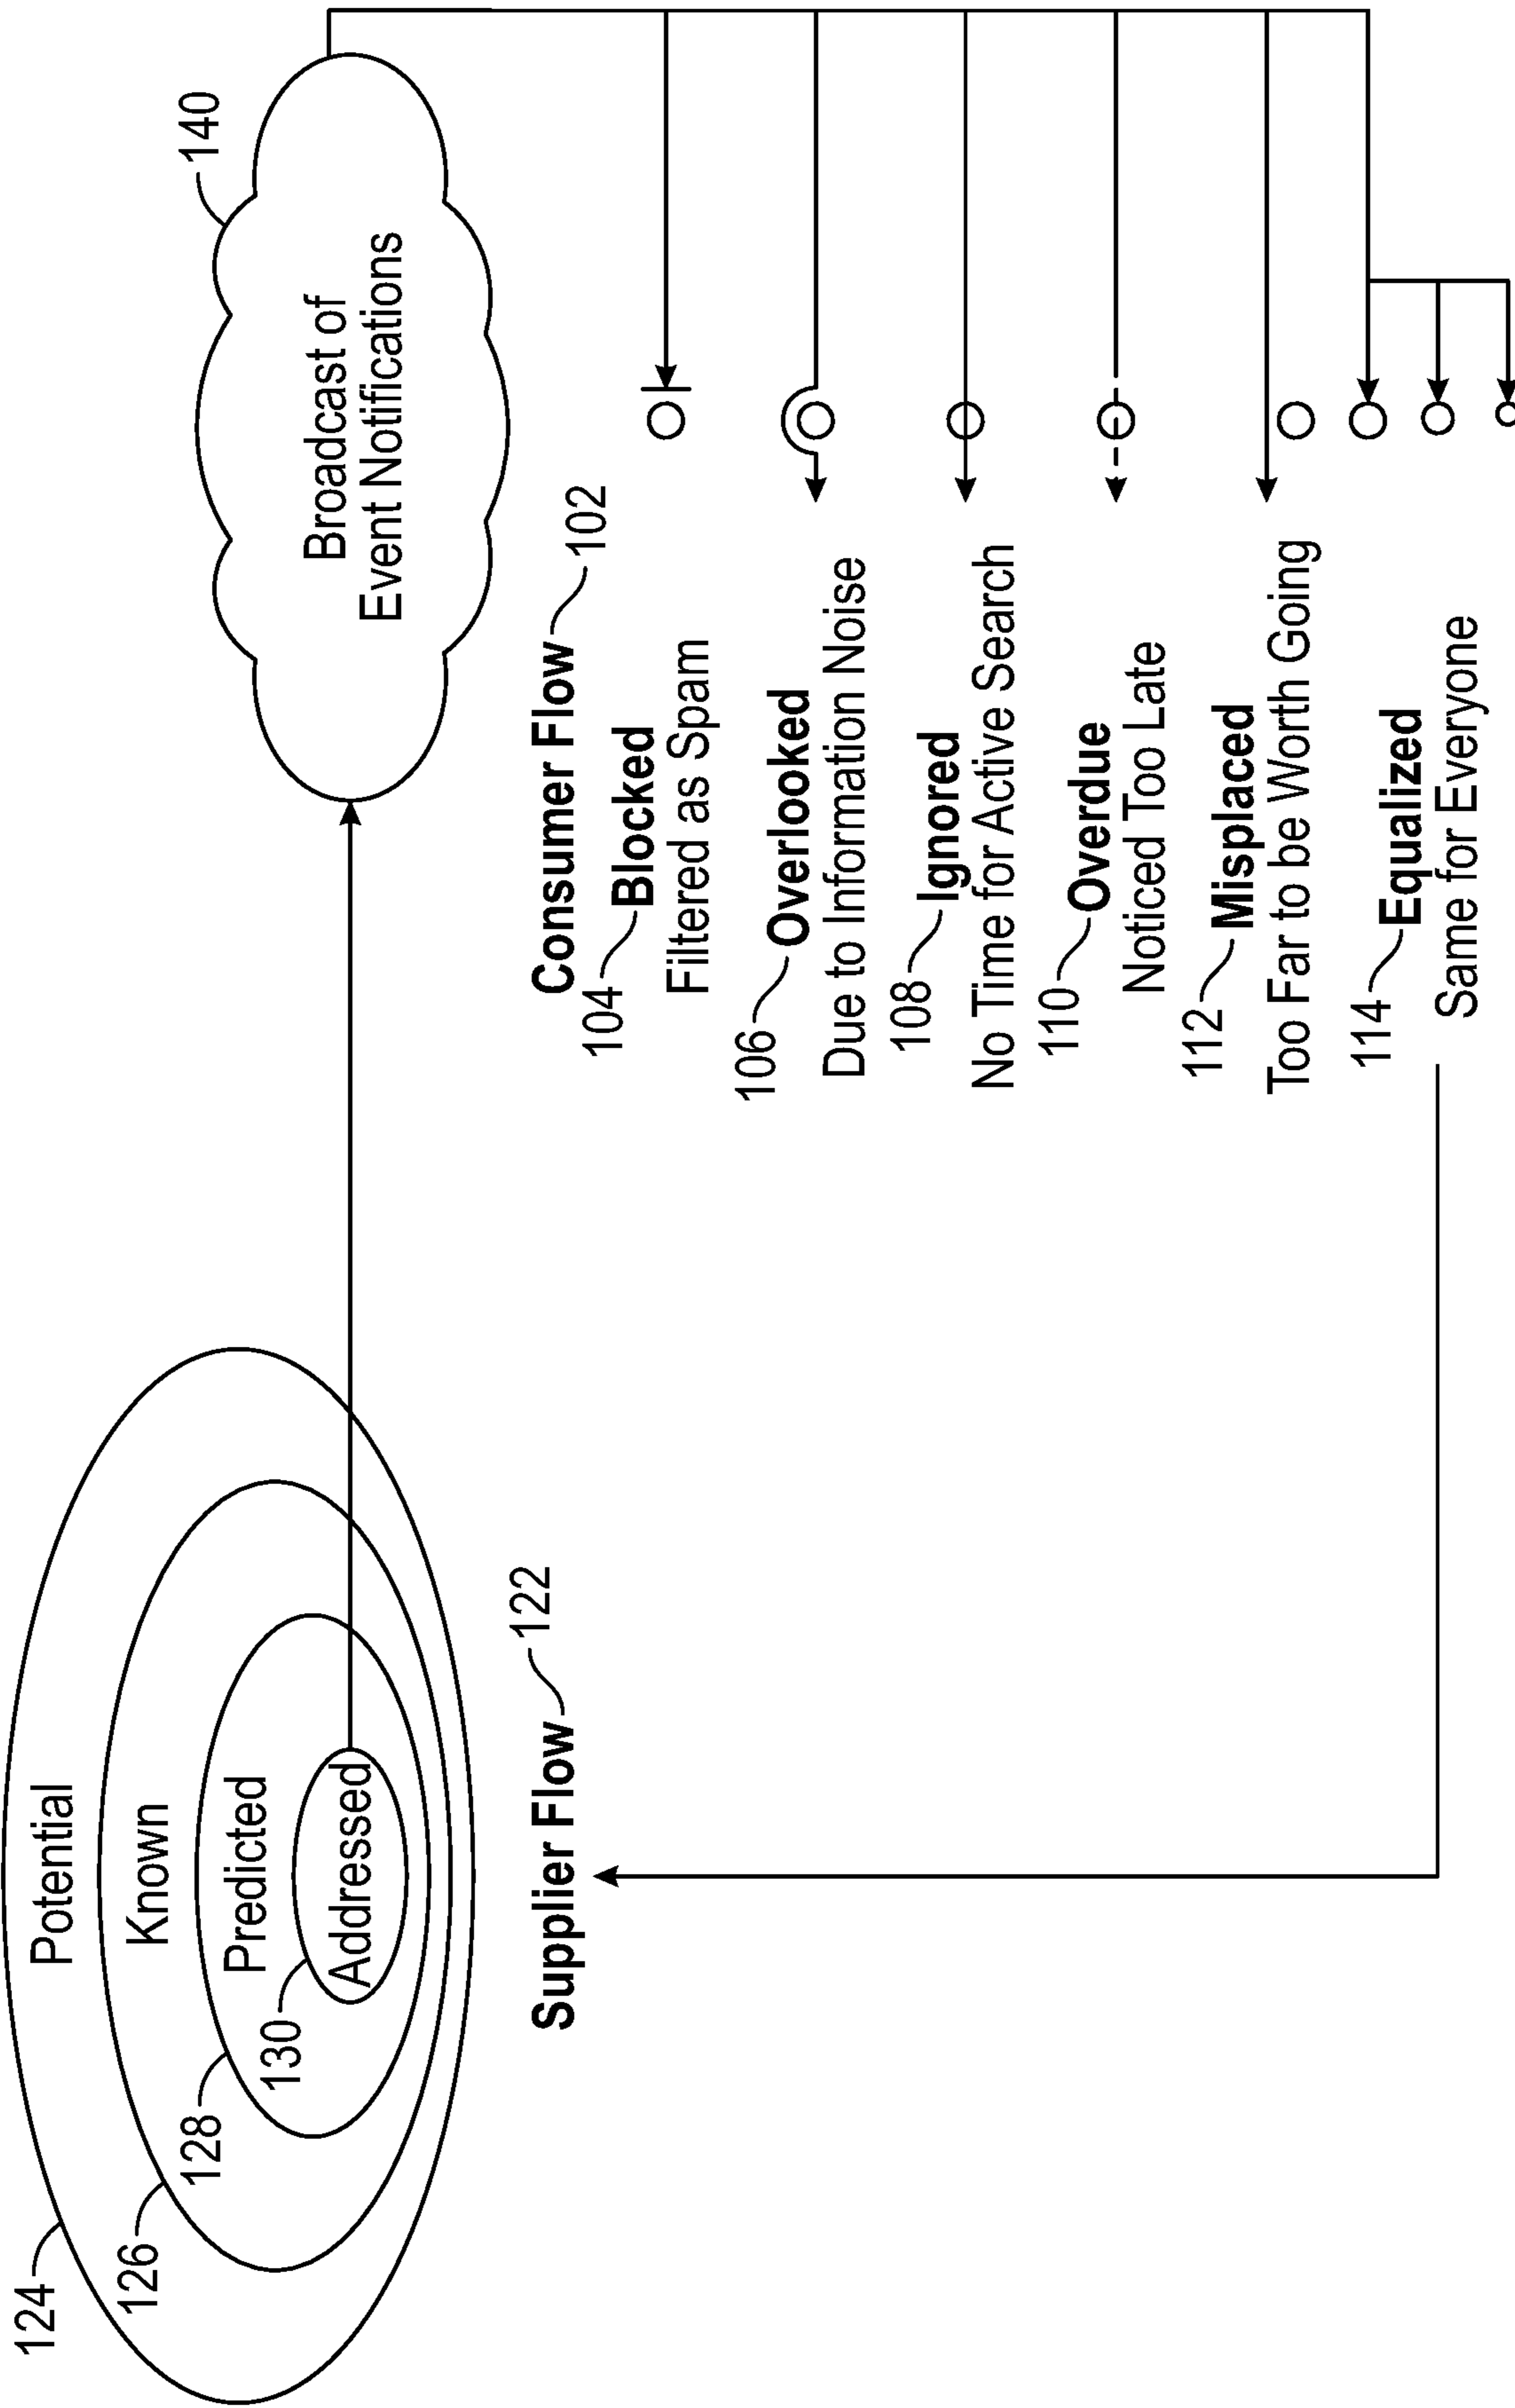 124
Potential
126
Known
128
Predicted
130
Addressed
Supplier Flow
122
140
Broadcast of
Event Notifications
Consumer Flow
102
104
Blocked
Filtered as Spam
106
Overlooked
Due to Information Noise
108
Ignored
No Time for Active Search
110
Overdue
Noticed Too Late
112
Misplaced
Too Far to be Worth Going
114
Equalized
Same for Everyone